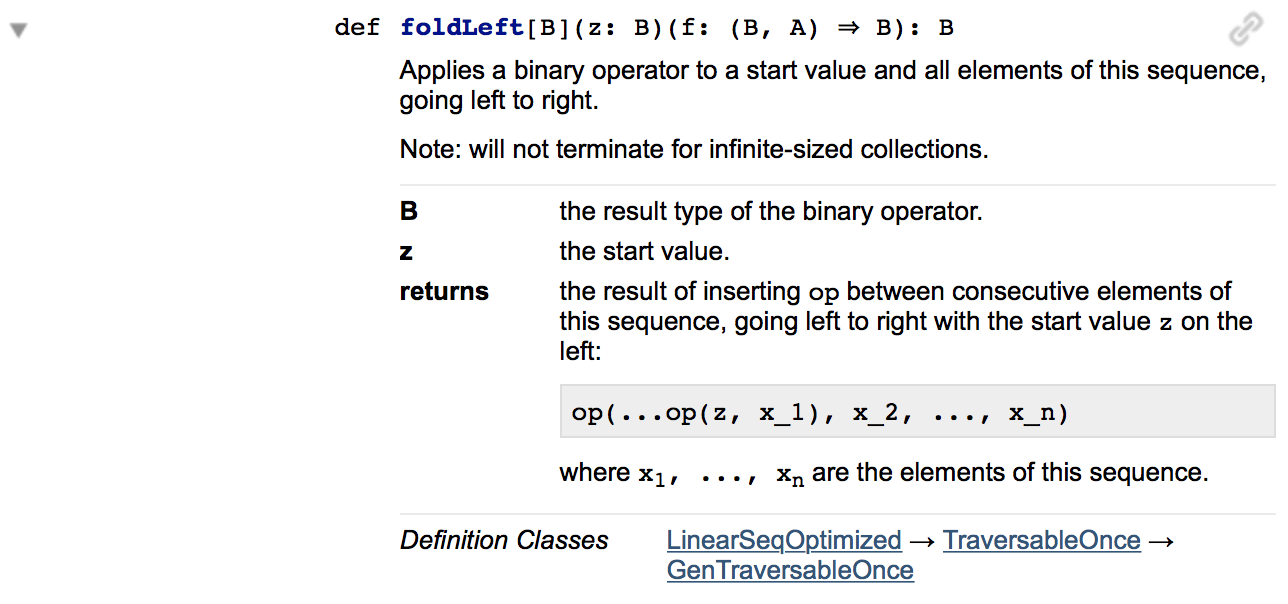 def foldLeft[B](z: B)(f: (B, A) ⇒ B): B
Applies a binary operator to a start value and all elements of this sequence,
going left to right.
Note: will not terminate for infinite-sized collections.
B the result type of the binary operator.
z the start value.
returns the result of inserting op between consecutive elements of
this sequence, going left to right with the start value z on the
left:
op(...op(z, x_1), x_2, ..., x_n)
where x₁, ..., xₙ are the elements of this sequence.
Definition Classes LinearSeqOptimized → TraversableOnce →
GenTraversableOnce